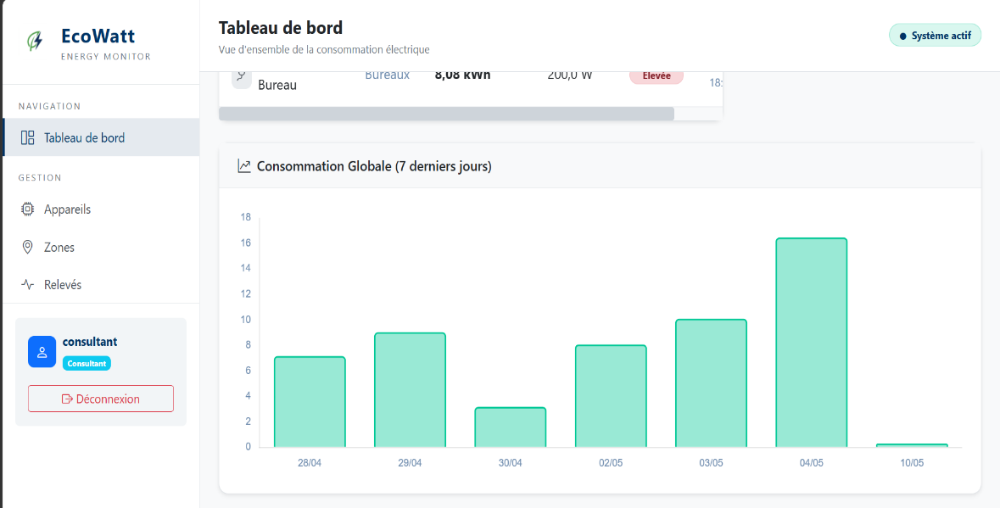 EcoWatt
ENERGY MONITOR
NAVIGATION
Tableau de bord
GESTION
Appareils
Zones
Relevés
consultant
Consultant
Déconnexion
Tableau de bord
Vue d'ensemble de la consommation électrique
Système actif
Bureau
Bureaux
8,08 kWh
200,0 W
Élevée
18:
Consommation Globale (7 derniers jours)
18
16
14
12
10
8
6
4
2
0
28/04 29/04 30/04 02/05 03/05 04/05 10/05